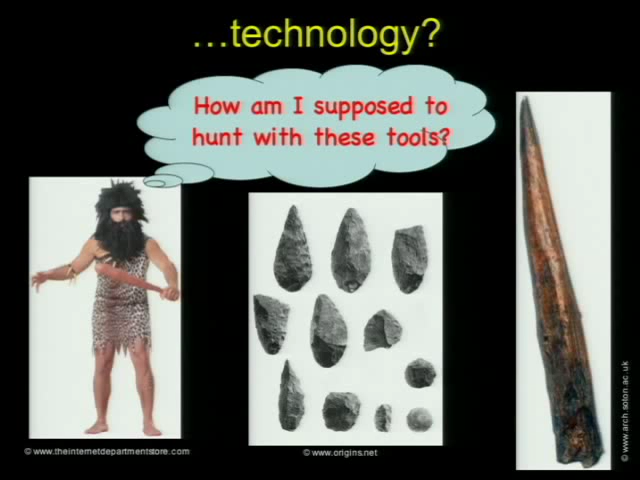 …technology?
How am I supposed to
hunt with these tools?
© www.theinternetdepartmentstore.com
© www.origins.net
© www.arch.soton.ac.uk